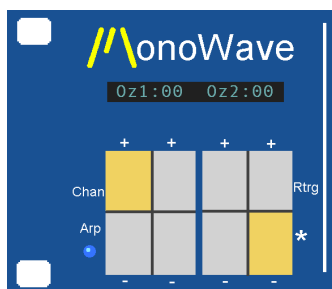 MonoWave
Oz1:00 Oz2:00
+ + + +
Chan Rtrg
Arp *
- - - -